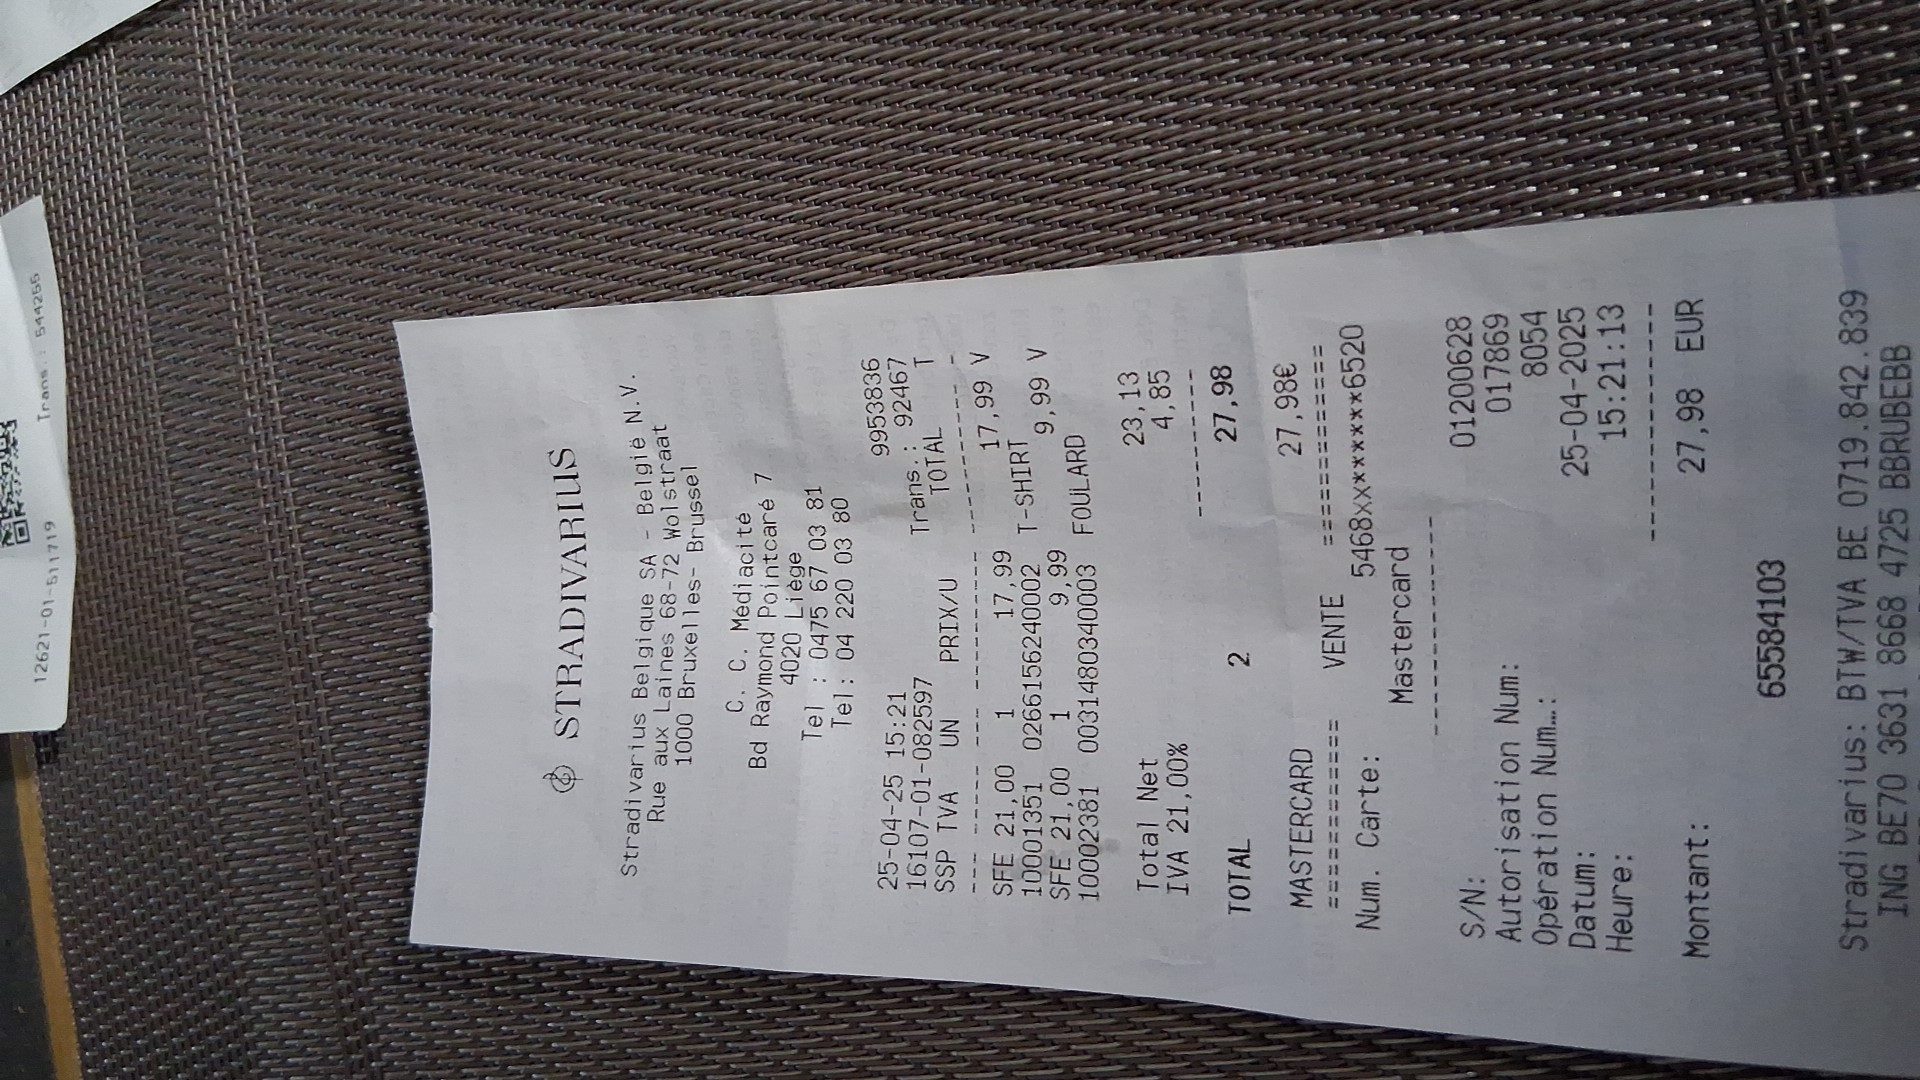 12621-01-511719 Trans.: 544255
STRADIVARIUS
Stradivarius Belgique SA - België N.V.
Rue aux Laines 68-72 Wolstraat
1000 Bruxelles- Brussel
C. C. Médiacité
Bd Raymond Pointcaré 7
4020 Liège
Tel : 0475 67 03 81
Tel: 04 220 03 80
25-04-25 15:21 9953836
16107-01-082597 Trans.: 92467
SSP TVA UN PRIX/U TOTAL T
--- ------ --- ---------- ---------- -
SFE 21,00 1 17,99 17,99 V
10001351 02661562400​02 T-SHIRT
SFE 21,00 1 9,99 9,99 V
10002381 00314803400​03 FOULARD
Total Net 23,13
IVA 21,00% 4,85
----------
TOTAL 2 27,98
MASTERCARD 27,98€
============= VENTE ==============
Num. Carte: 5468xx******6520
Mastercard
---------------
S/N: 01200628
Autorisation Num: 017869
Opération Num…: 8054
Datum: 25-04-2025
Heure: 15:21:13
----------------
Montant: 27,98 EUR
65584103
Stradivarius: BTW/TVA BE 0719.842.839
ING BE70 3631 8668 4725 BBRUBEBB